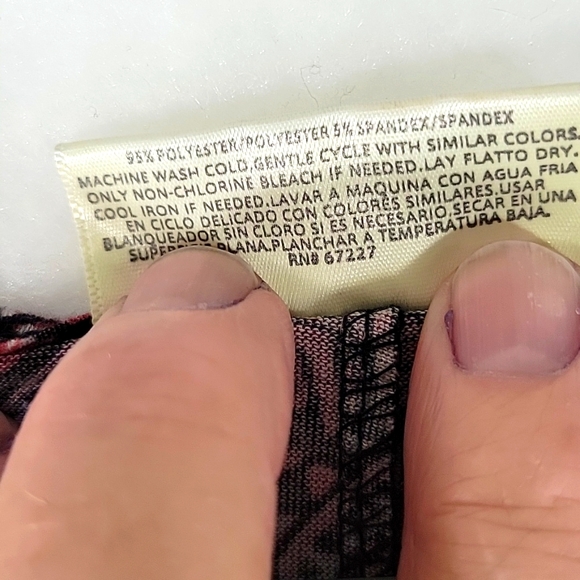 95% POLYESTER/POLYESTER 5% SPANDEX/SPANDEX
MACHINE WASH COLD,GENTLE CYCLE WITH SIMILAR COLORS.
ONLY NON-CHLORINE BLEACH IF NEEDED.LAY FLATTO DRY.
COOL IRON IF NEEDED.LAVAR A MAQUINA CON AGUA FRIA
EN CICLO DELICADO CON COLORES SIMILARES.USAR
BLANQUEADOR SIN CLORO SI ES NECESARIO.SECAR EN UNA
PLANA.PLANCHAR A TEMPERATURA BAJA.
RN# 67227